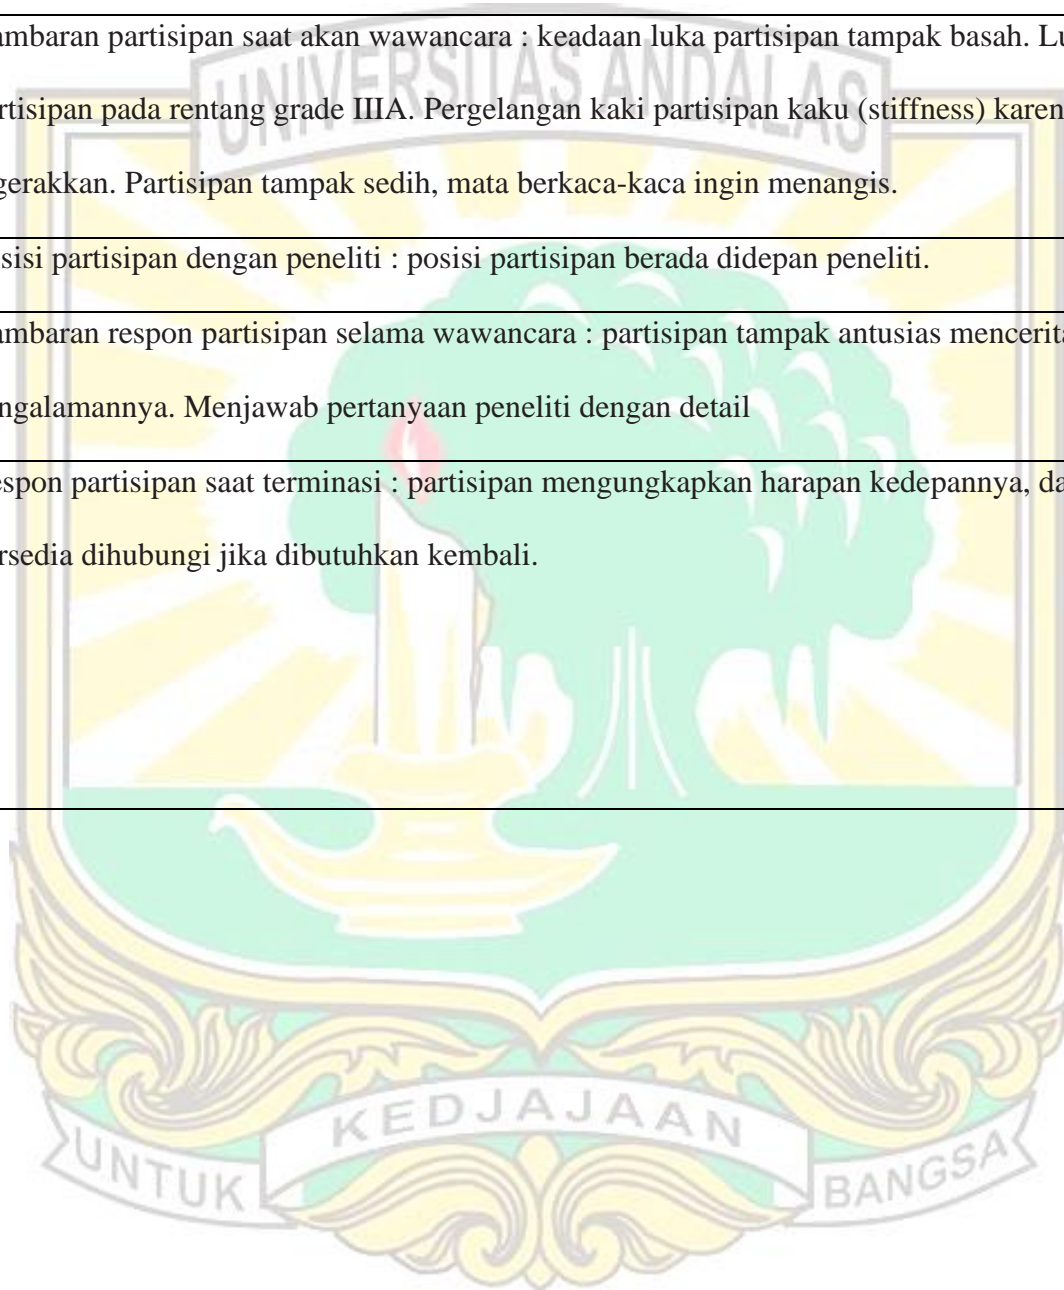 ambaran partisipan saat akan wawancara : keadaan luka partisipan tampak basah. Lu
rtisipan pada rentang grade IIIA. Pergelangan kaki partisipan kaku (stiffness) karen
gerakkan. Partisipan tampak sedih, mata berkaca-kaca ingin menangis.
sisi partisipan dengan peneliti : posisi partisipan berada didepan peneliti.
ambaran respon partisipan selama wawancara : partisipan tampak antusias mencerita
ngalamannya. Menjawab pertanyaan peneliti dengan detail
espon partisipan saat terminasi : partisipan mengungkapkan harapan kedepannya, da
rsedia dihubungi jika dibutuhkan kembali.
UNIVERSITAS ANDALAS
UNTUK KEDJAJAAN BANGSA